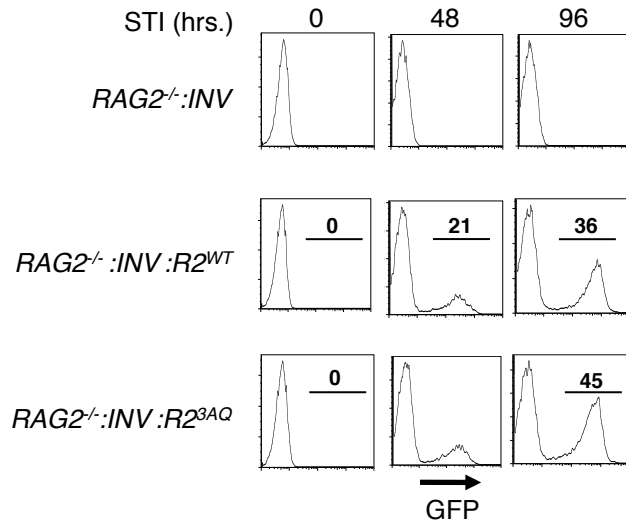 STI (hrs.) 0 48 96
RAG2-/-:INV
RAG2-/- :INV :R2WT 0 21 36
RAG2-/-:INV :R23AQ 0 45
GFP